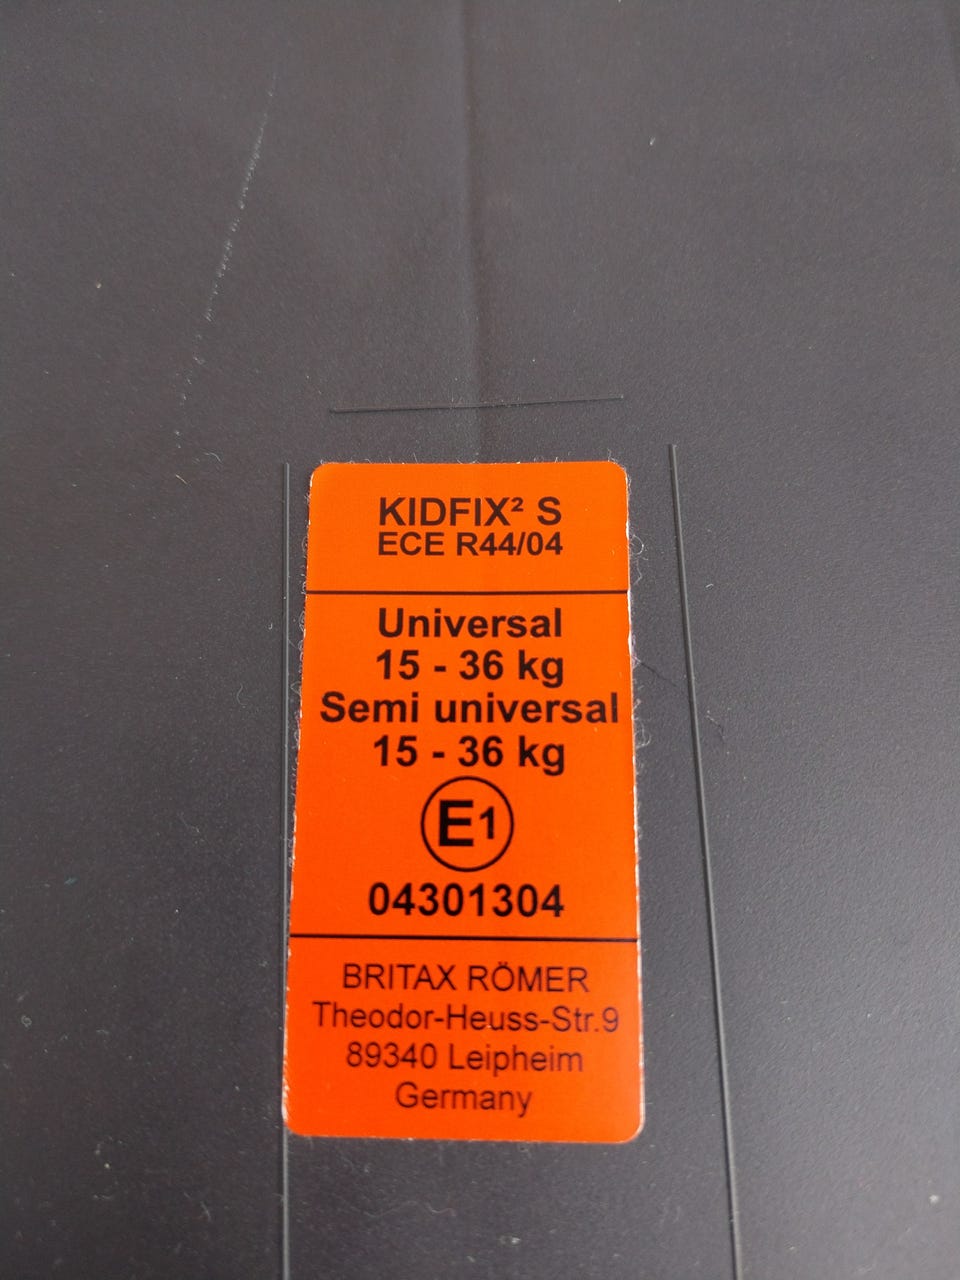 KIDFIX² S
ECE R44/04
Universal
15 - 36 kg
Semi universal
15 - 36 kg
E1
04301304
BRITAX RÖMER
Theodor-Heuss-Str.9
89340 Leipheim
Germany